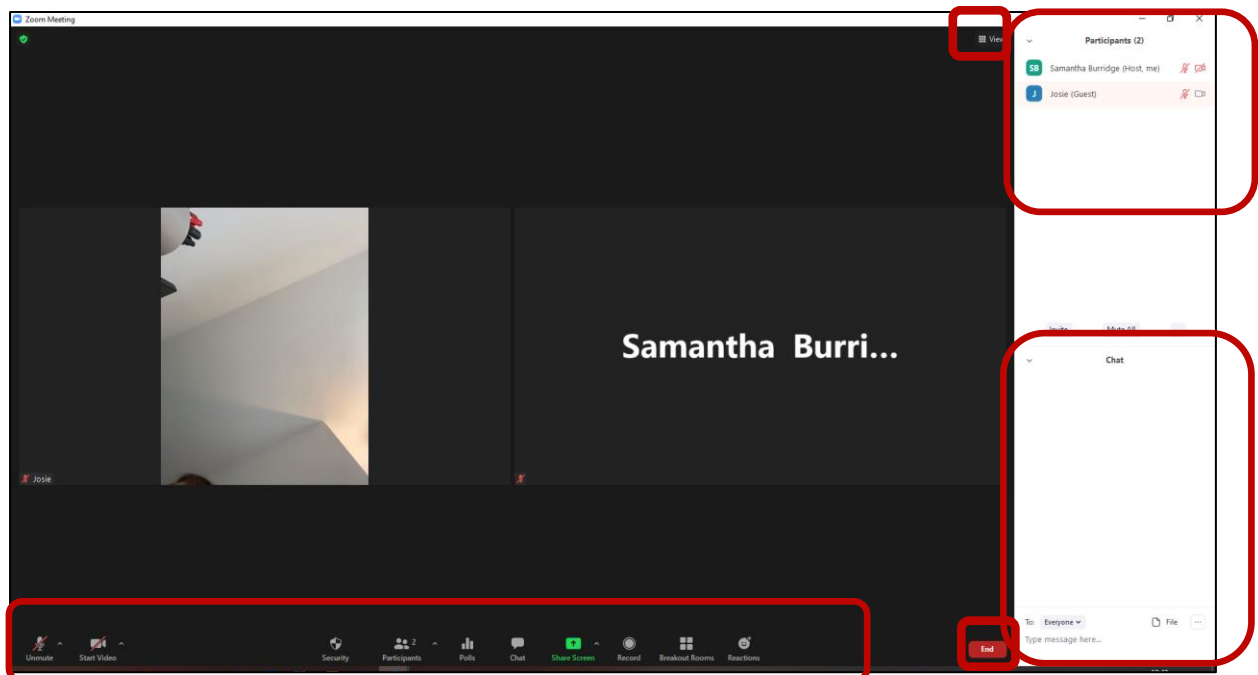 Zoom Meeting
View
Participants (2)
SB Samantha Burridge (Host, me)
J Josie (Guest)
Samantha Burri...
Josie
Invite Mute All
Chat
To: Everyone File ...
Type message here...
Unmute Start Video Security Participants 2 Polls Chat Share Screen Record Breakout Rooms Reactions End